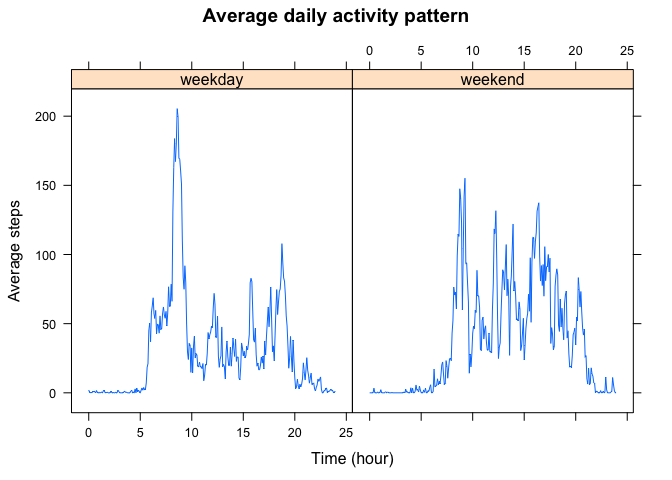 Average daily activity pattern
0 5 10 15 20 25
weekday weekend
200
150
100
50
0
Average steps
0 5 10 15 20 25
Time (hour)